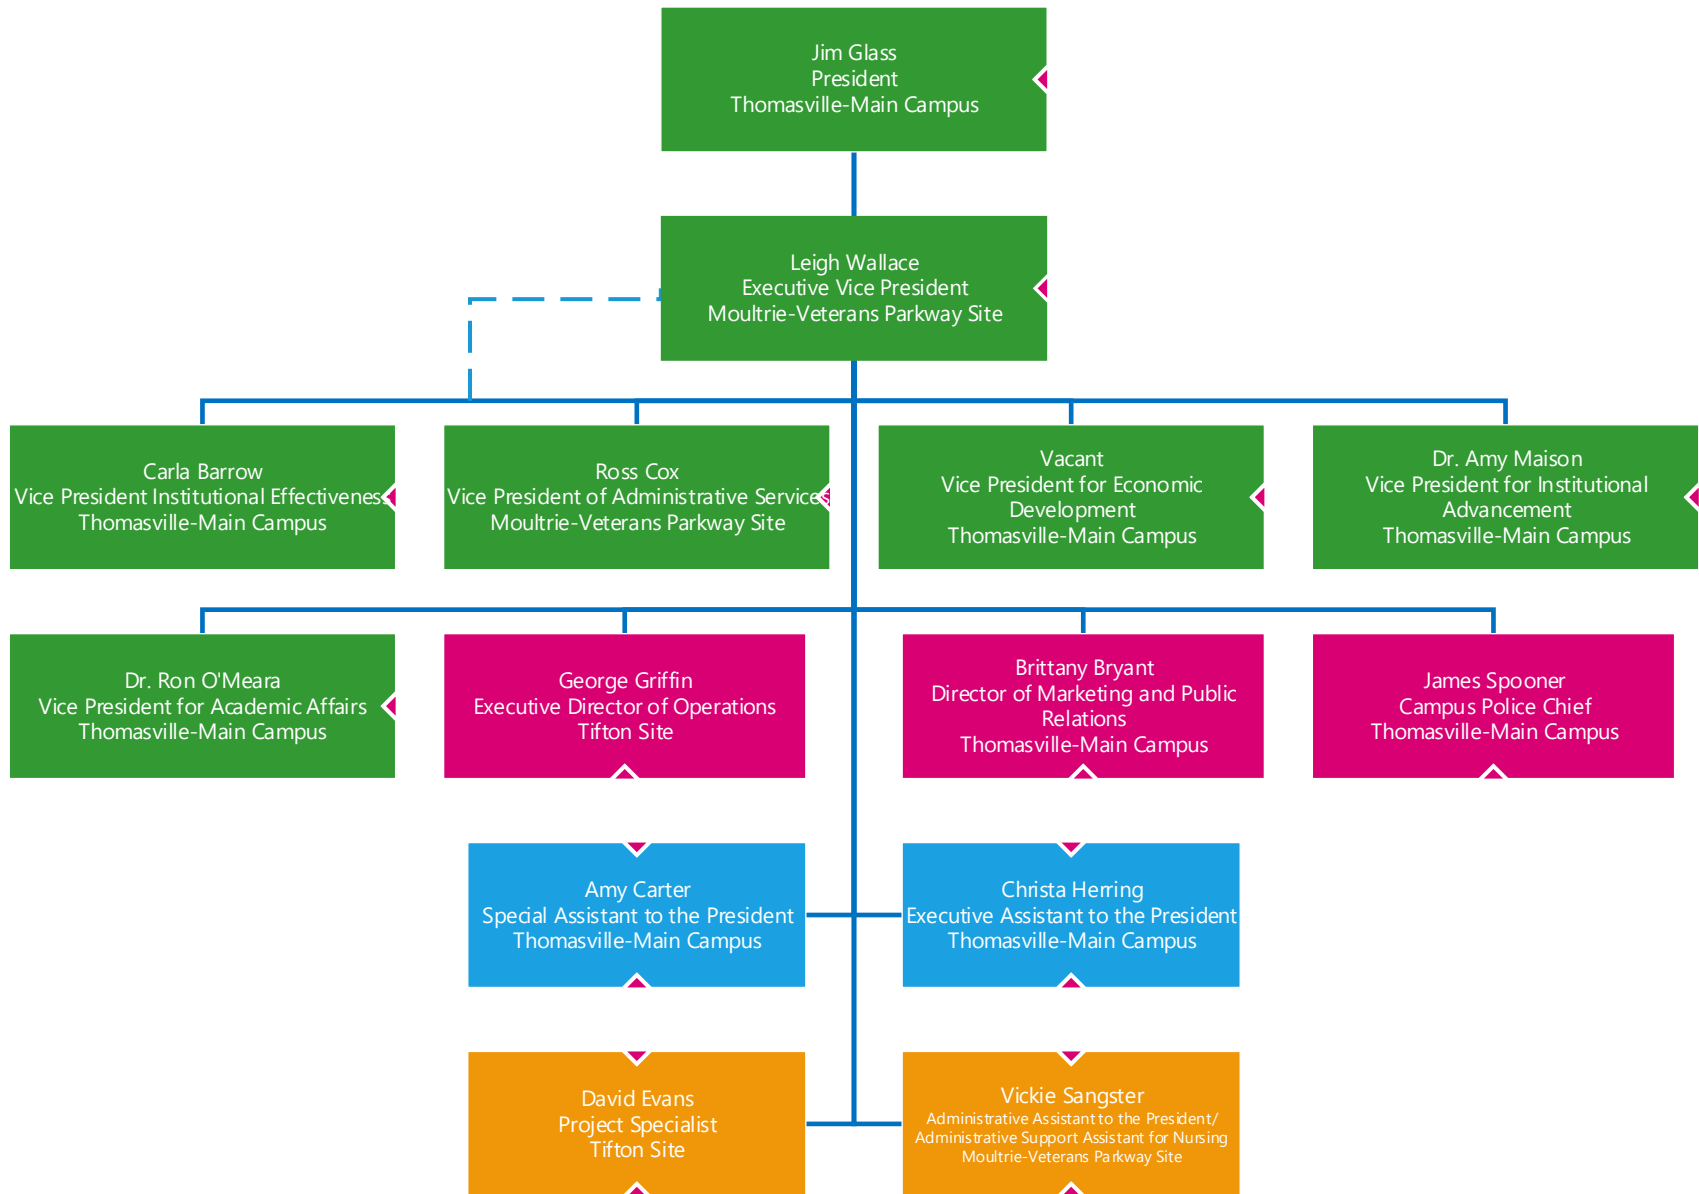 Jim Glass
President
Thomasville-Main Campus
Leigh Wallace
Executive Vice President
Moultrie-Veterans Parkway Site
Carla Barrow
Vice President Institutional Effectivenes
Thomasville-Main Campus
Ross Cox
Vice President of Administrative Services
Moultrie-Veterans Parkway Site
Vacant
Vice President for Economic
Development
Thomasville-Main Campus
Dr. Amy Maison
Vice President for Institutional
Advancement
Thomasville-Main Campus
Dr. Ron O'Meara
Vice President for Academic Affairs
Thomasville-Main Campus
George Griffin
Executive Director of Operations
Tifton Site
Brittany Bryant
Director of Marketing and Public
Relations
Thomasville-Main Campus
James Spooner
Campus Police Chief
Thomasville-Main Campus
Amy Carter
Special Assistant to the President
Thomasville-Main Campus
Christa Herring
Executive Assistant to the President
Thomasville-Main Campus
David Evans
Project Specialist
Tifton Site
Vickie Sangster
Administrative Assistant to the President/
Administrative Support Assistant for Nursing
Moultrie-Veterans Parkway Site